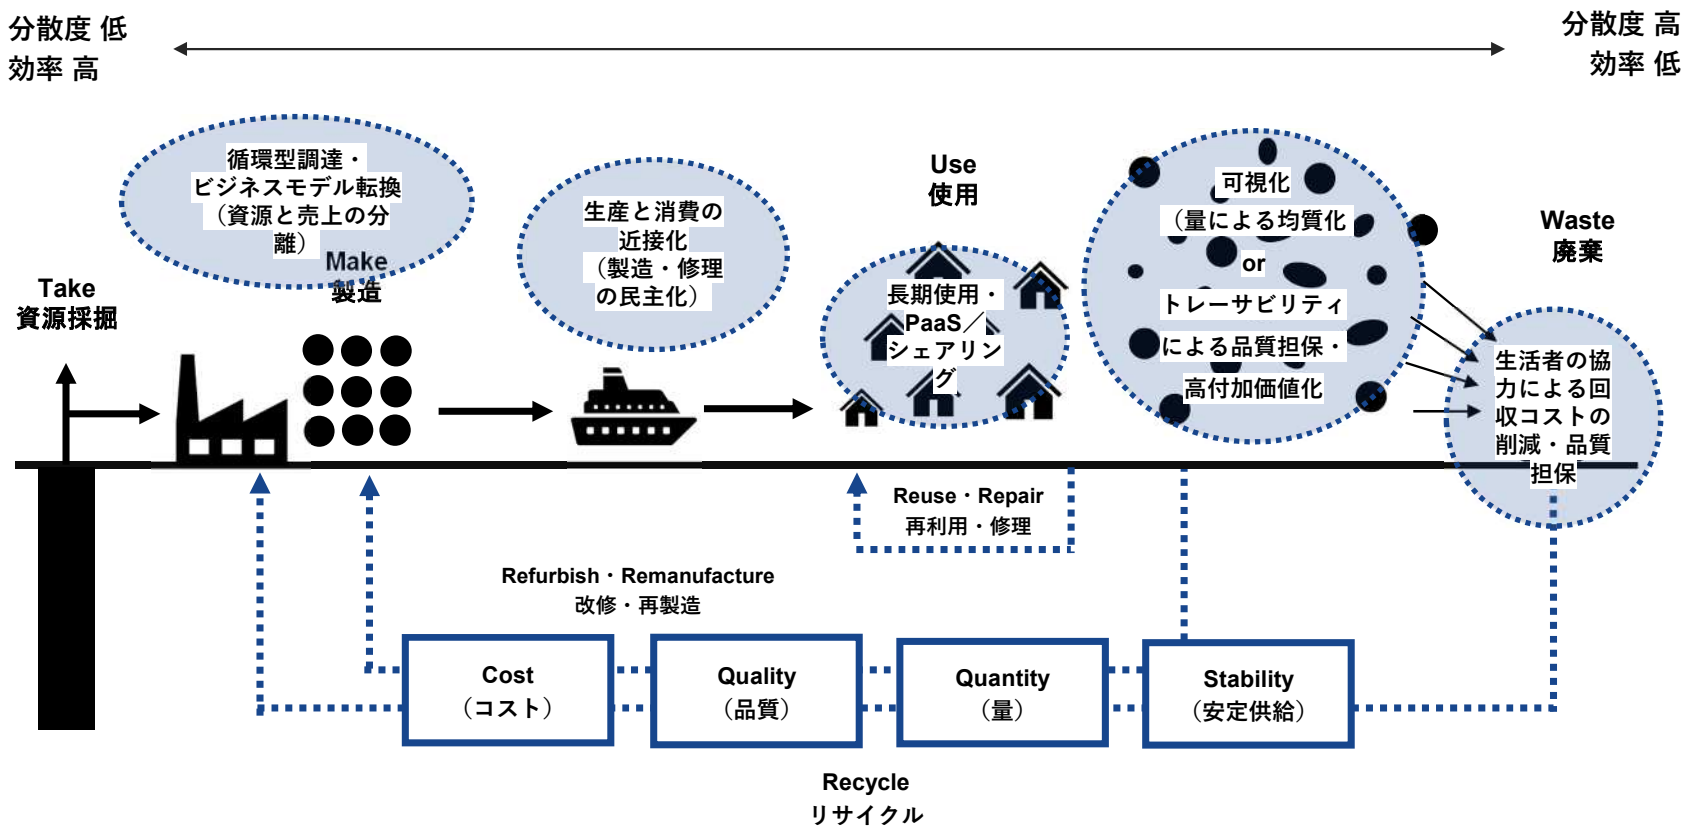 分散度 低
効率 高
分散度 高
効率 低
循環型調達・
ビジネスモデル転換
（資源と売上の分
離）
Make
製造
生産と消費の
近接化
（製造・修理
の民主化）
Use
使用
長期使用・
PaaS／
シェアリン
グ
可視化
（量による均質化
or
トレーサビリティ
による品質担保・
高付加価値化
Waste
廃棄
生活者の協
力による回
収コストの
削減・品質
担保
Take
資源採掘
Reuse・Repair
再利用・修理
Refurbish・Remanufacture
改修・再製造
Cost
（コスト）
Quality
（品質）
Quantity
（量）
Stability
（安定供給）
Recycle
リサイクル